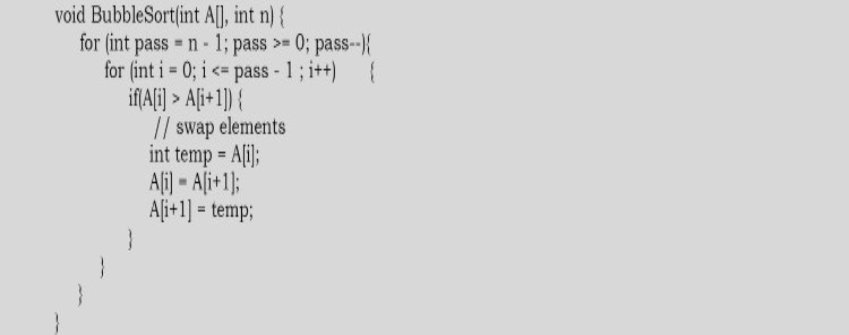 void BubbleSort(int A[], int n) {
for (int pass = n - 1; pass >= 0; pass--){
for (int i = 0; i <= pass - 1 ; i++) {
if(A[i] > A[i+1]) {
// swap elements
int temp = A[i];
A[i] = A[i+1];
A[i+1] = temp;
}
}
}
}